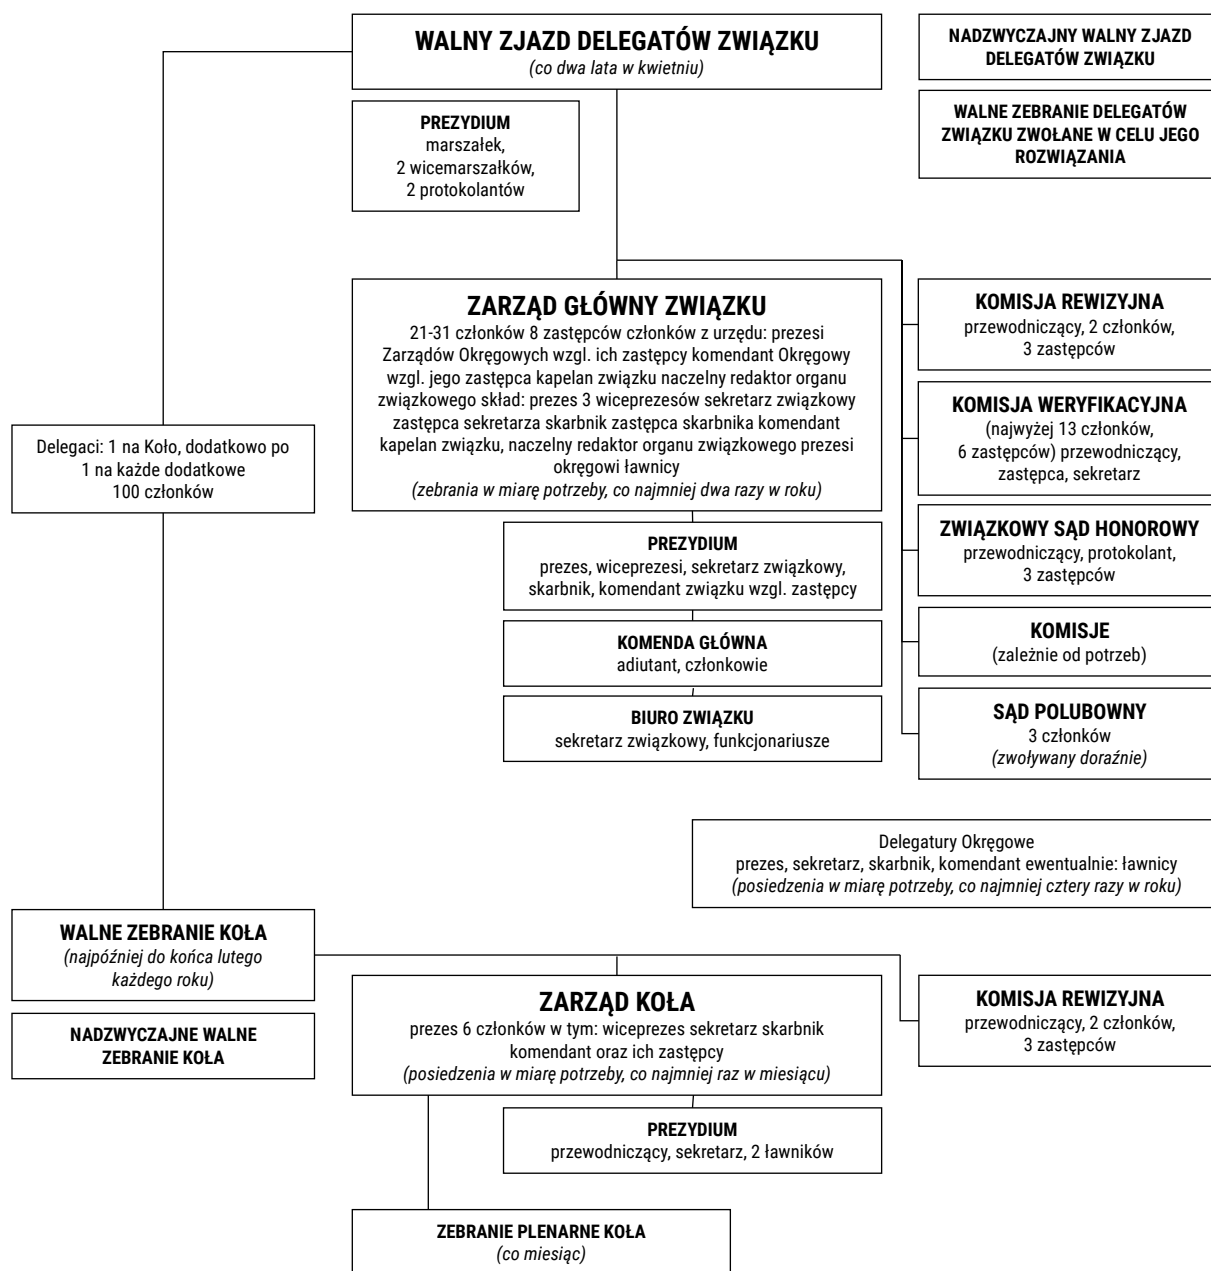 WALNY ZJAZD DELEGATÓW ZWIĄZKU
(co dwa lata w kwietniu)
NADZWYCZAJNY WALNY ZJAZD
DELEGATÓW ZWIĄZKU
WALNE ZEBRANIE DELEGATÓW
ZWIĄZKU ZWOŁANE W CELU JEGO
ROZWIĄZANIA
PREZYDIUM
marszałek,
2 wicemarszałków,
2 protokolantów
ZARZĄD GŁÓWNY ZWIĄZKU
21-31 członków 8 zastępców członków z urzędu: prezesi
Zarządów Okręgowych wzgl. ich zastępcy komendant Okręgowy
wzgl. jego zastępca kapelan związku naczelny redaktor organu
związkowego skład: prezes 3 wiceprezesów sekretarz związkowy
zastępca sekretarza skarbnik zastępca skarbnika komendant
kapelan związku, naczelny redaktor organu związkowego prezesi
okręgowi ławnicy
(zebrania w miarę potrzeby, co najmniej dwa razy w roku)
KOMISJA REWIZYJNA
przewodniczący, 2 członków,
3 zastępców
KOMISJA WERYFIKACYJNA
(najwyżej 13 członków,
6 zastępców) przewodniczący,
zastępca, sekretarz
Delegaci: 1 na Koło, dodatkowo po
1 na każde dodatkowe
100 członków
ZWIĄZKOWY SĄD HONOROWY
przewodniczący, protokolant,
3 zastępców
PREZYDIUM
prezes, wiceprezesi, sekretarz związkowy,
skarbnik, komendant związku wzgl. zastępcy
KOMENDA GŁÓWNA
adiutant, członkowie
KOMISJE
(zależnie od potrzeb)
BIURO ZWIĄZKU
sekretarz związkowy, funkcjonariusze
SĄD POLUBOWNY
3 członków
(zwoływany doraźnie)
Delegatury Okręgowe
prezes, sekretarz, skarbnik, komendant ewentualnie: ławnicy
(posiedzenia w miarę potrzeby, co najmniej cztery razy w roku)
WALNE ZEBRANIE KOŁA
(najpóźniej do końca lutego
każdego roku)
NADZWYCZAJNE WALNE
ZEBRANIE KOŁA
ZARZĄD KOŁA
prezes 6 członków w tym: wiceprezes sekretarz skarbnik
komendant oraz ich zastępcy
(posiedzenia w miarę potrzeby, co najmniej raz w miesiącu)
KOMISJA REWIZYJNA
przewodniczący, 2 członków,
3 zastępców
PREZYDIUM
przewodniczący, sekretarz, 2 ławników
ZEBRANIE PLENARNE KOŁA
(co miesiąc)